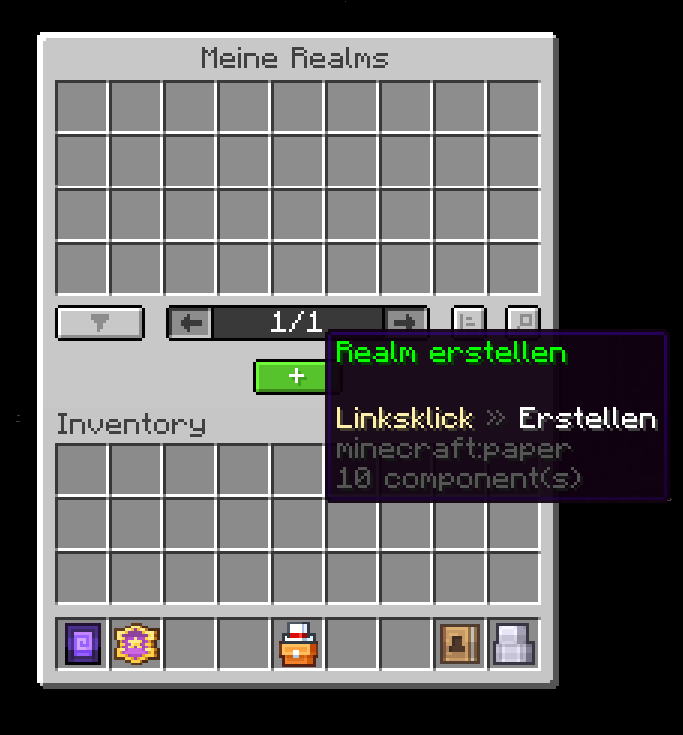 Meine Realms
1/1
+
Realm erstellen
Linksklick » Erstellen
minecraft:paper
10 component(s)
Inventory